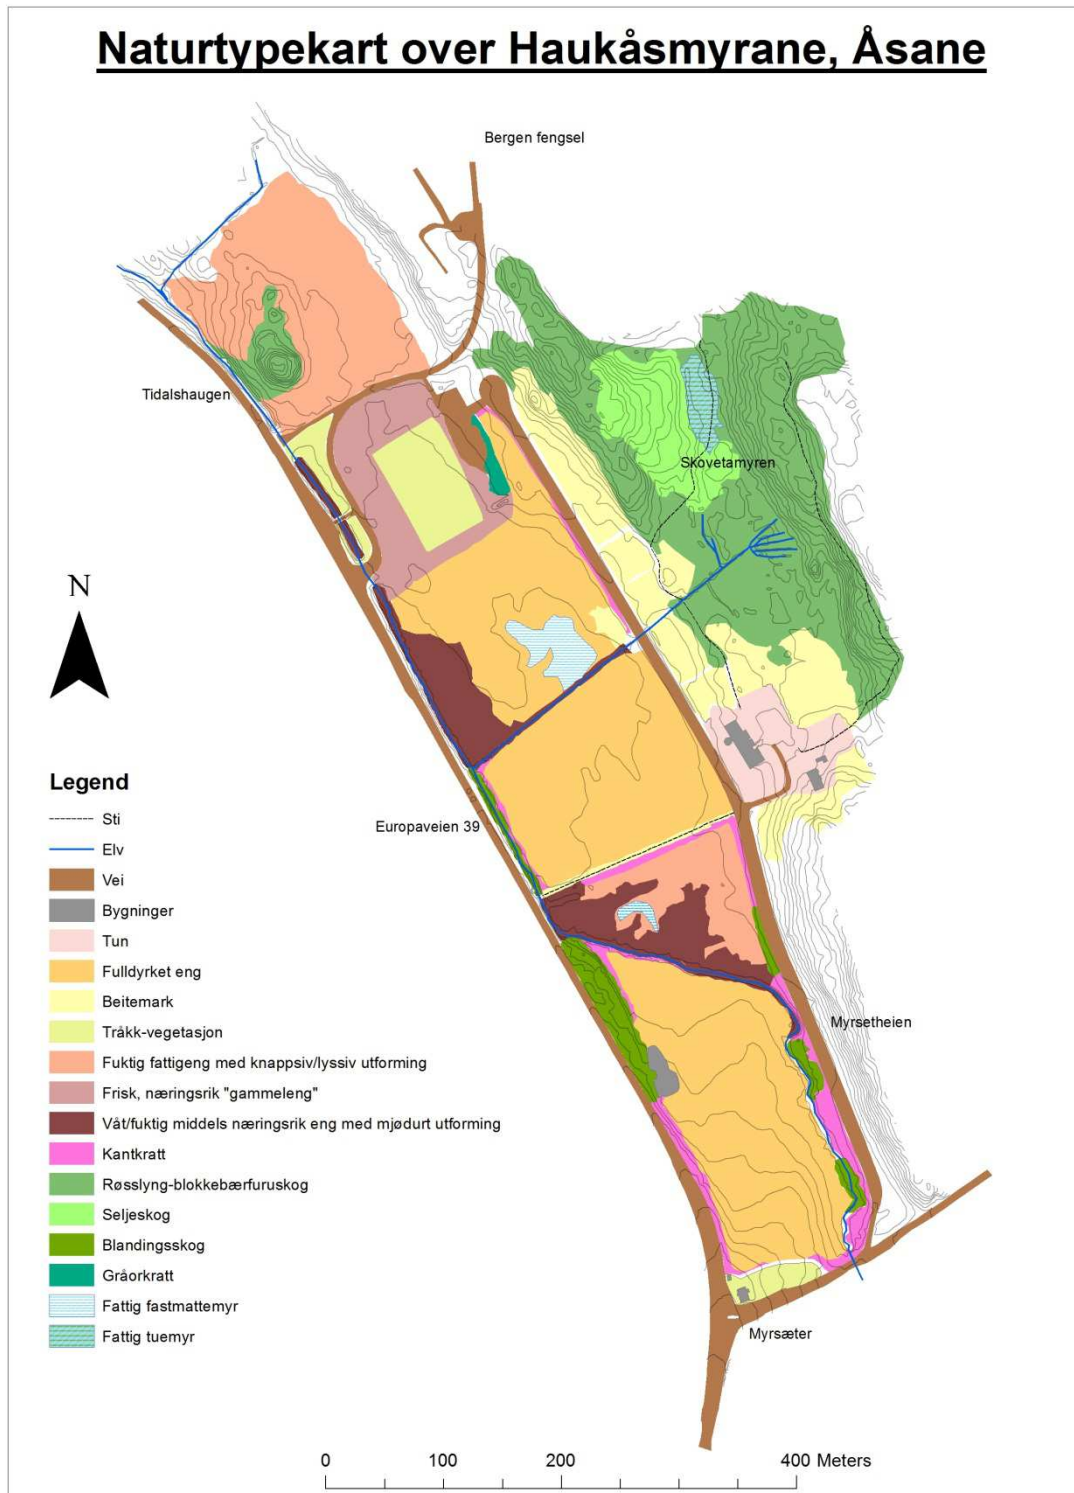 Naturtypekart over Haukåsmyrane, Åsane
Bergen fengsel
Tidalshaugen
Skovetamyren
N
Europaveien 39
Myrsetheien
Myrsæter
Legend
Sti
Elv
Vei
Bygninger
Tun
Fulldyrket eng
Beitemark
Tråkk-vegetasjon
Fuktig fattigeng med knappsiv/lyssiv utforming
Frisk, næringsrik "gammeleng"
Våt/fuktig middels næringsrik eng med mjødurt utforming
Kantkratt
Røsslyng-blokkebærfuruskog
Seljeskog
Blandingsskog
Gråorkratt
Fattig fastmattemyr
Fattig tuemyr
0 100 200 400 Meters